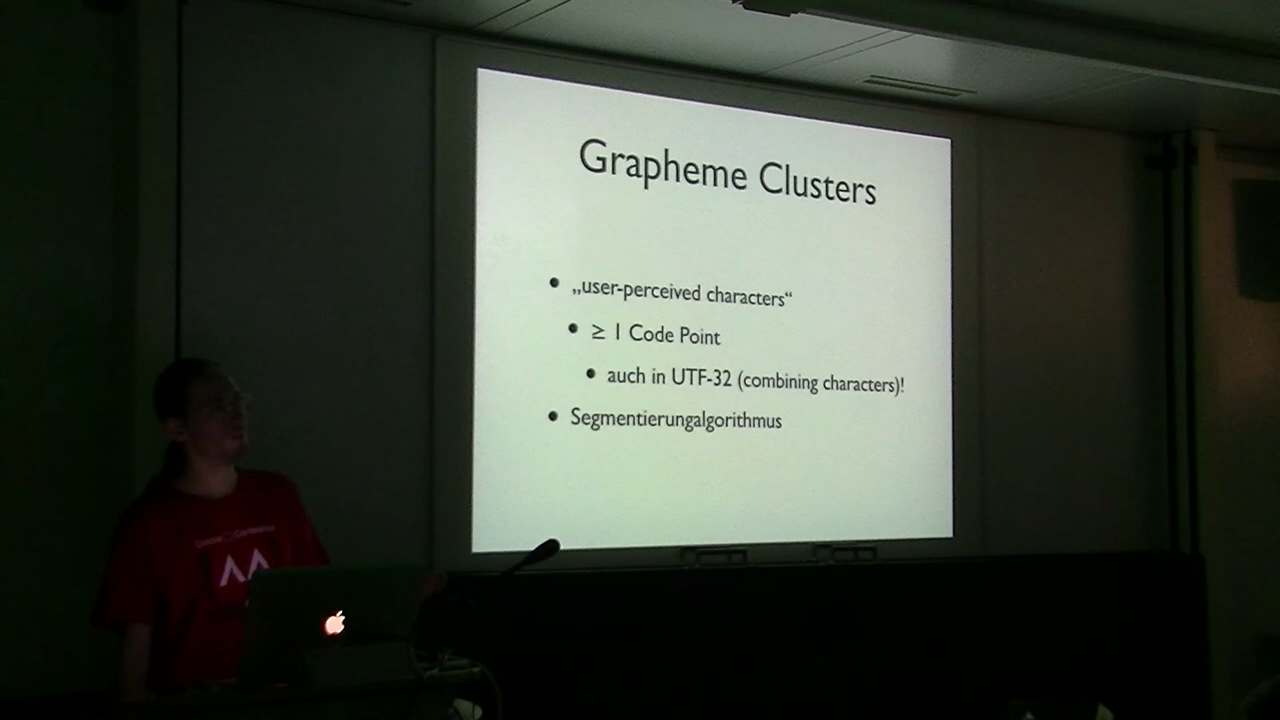 Grapheme Clusters
• „user-perceived characters“
• ≥ 1 Code Point
• auch in UTF-32 (combining characters)!
• Segmentierungalgorithmus